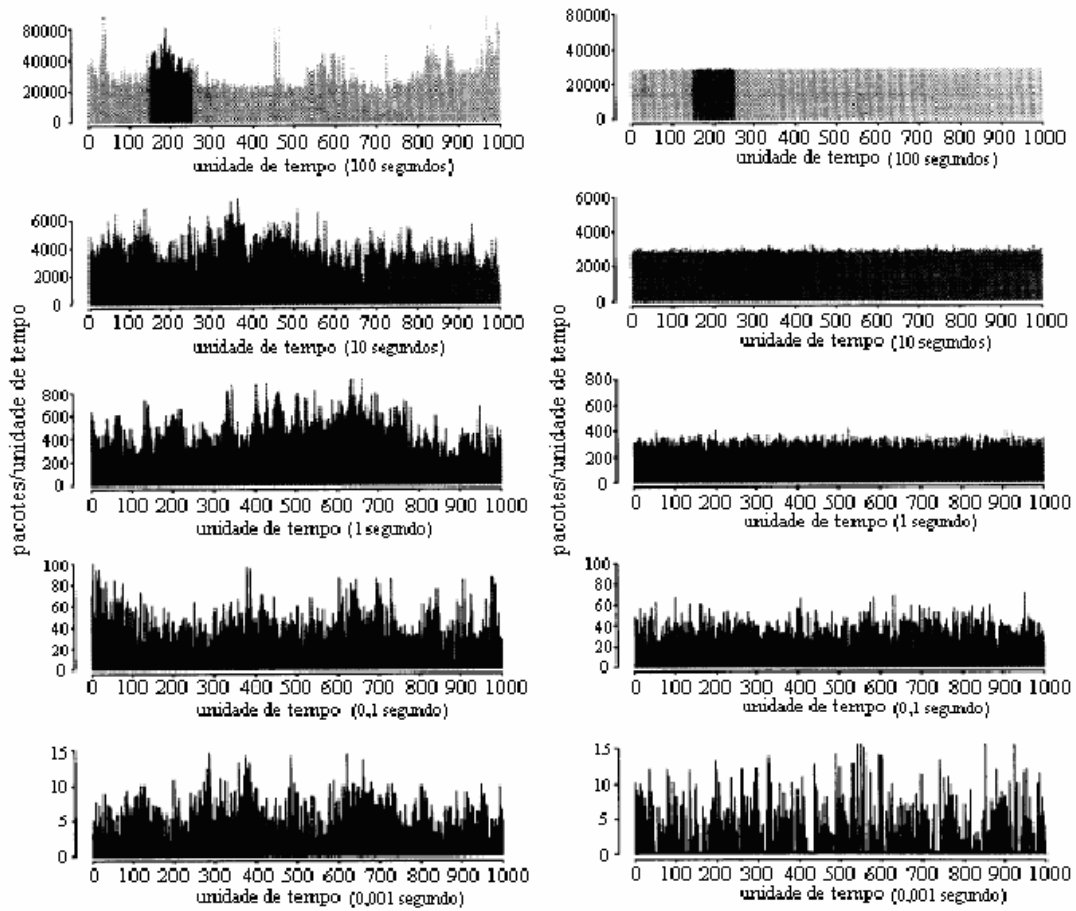 80000
40000
20000
0
0 100 200 300 400 500 600 700 800 900 1000
unidade de tempo (100 segundos)
80000
40000
20000
0
0 100 200 300 400 500 600 700 800 900 1000
unidade de tempo (100 segundos)
6000
4000
2000
0
0 100 200 300 400 500 600 700 800 900 1000
unidade de tempo (10 segundos)
6000
4000
2000
0
0 100 200 300 400 500 600 700 800 900 1000
unidade de tempo (10 segundos)
pacotes/unidade de tempo
800
600
400
200
0
0 100 200 300 400 500 600 700 800 900 1000
unidade de tempo (1 segundo)
pacotes/unidade de tempo
800
600
400
200
0
0 100 200 300 400 500 600 700 800 900 1000
unidade de tempo (1 segundo)
100
80
60
40
20
0
0 100 200 300 400 500 600 700 800 900 1000
unidade de tempo (0,1 segundo)
100
80
60
40
20
0
0 100 200 300 400 500 600 700 800 900 1000
unidade de tempo (0,1 segundo)
15
10
5
0
0 100 200 300 400 500 600 700 800 900 1000
unidade de tempo (0,001 segundo)
15
10
5
0
0 100 200 300 400 500 600 700 800 900 1000
unidade de tempo (0,001 segundo)